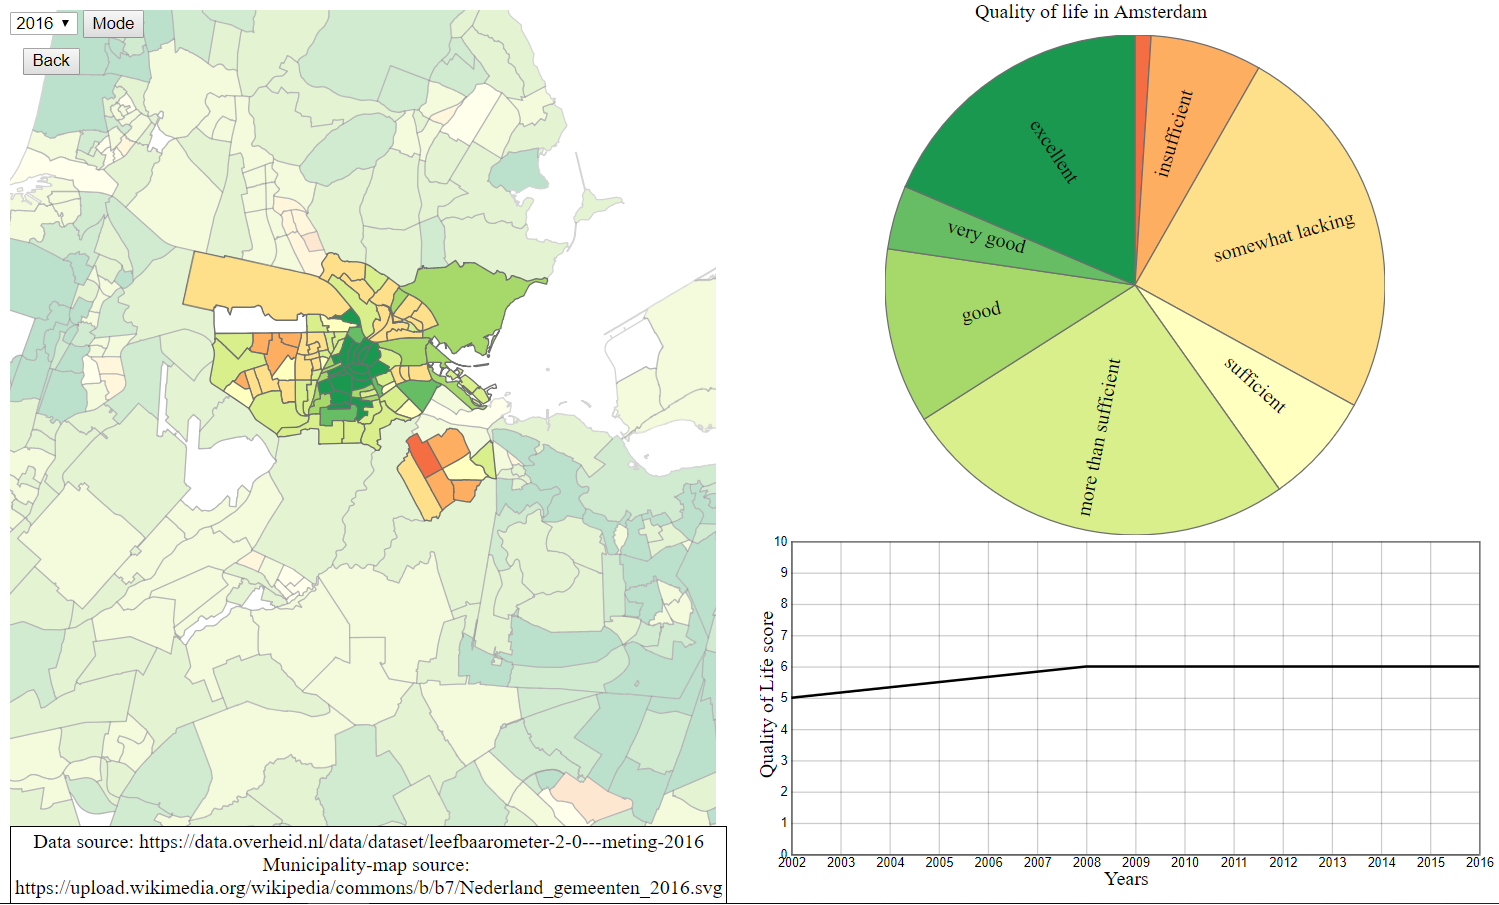 2016 ▾ Mode
Back
Data source: https://data.overheid.nl/data/dataset/leefbaarometer-2-0---meting-2016
Municipality-map source:
https://upload.wikimedia.org/wikipedia/commons/b/b7/Nederland_gemeenten_2016.svg
Quality of life in Amsterdam
excellent
insufficient
somewhat lacking
very good
good
sufficient
more than sufficient
10
9
8
7
6
5
4
3
2
1
0
Quality of Life score
2002 2003 2004 2005 2006 2007 2008 2009 2010 2011 2012 2013 2014 2015 2016
Years